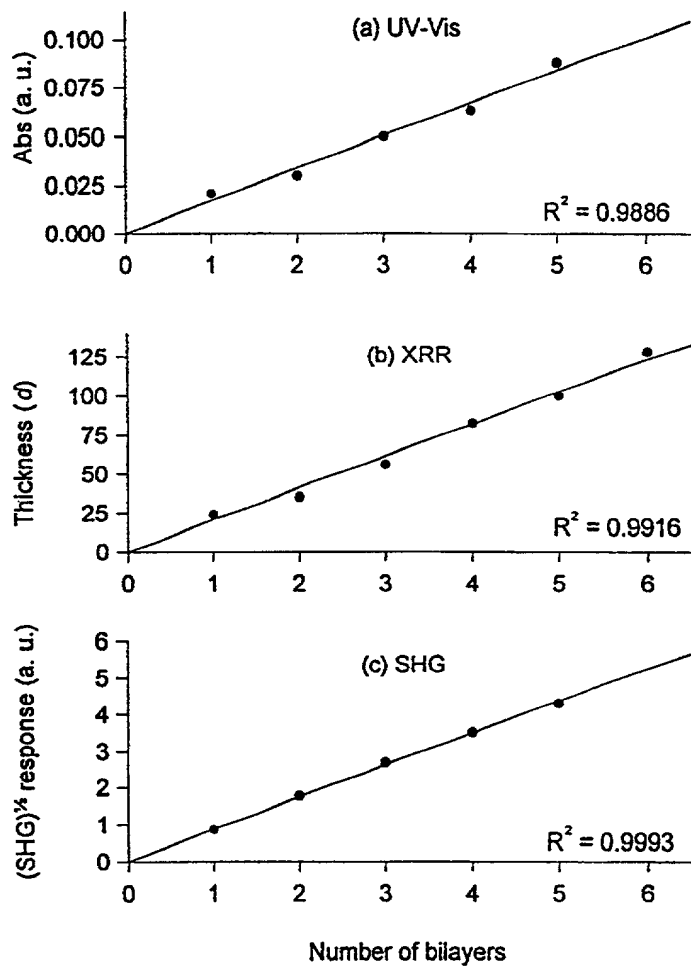 (a) UV-Vis
Abs (a. u.)
0.100
0.075
0.050
0.025
0.000
R² = 0.9886
0 1 2 3 4 5 6
(b) XRR
Thickness (d)
125
100
75
50
25
0
R² = 0.9916
0 1 2 3 4 5 6
(c) SHG
(SHG)^½ response (a. u.)
6
5
4
3
2
1
0
R² = 0.9993
0 1 2 3 4 5 6
Number of bilayers